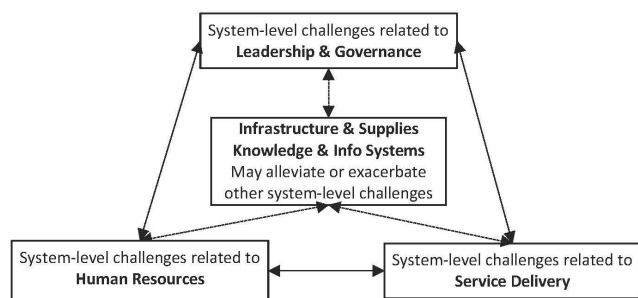 System-level challenges related to
Leadership & Governance
Infrastructure & Supplies
Knowledge & Info Systems
May alleviate or exacerbate
other system-level challenges
System-level challenges related to
Human Resources
System-level challenges related to
Service Delivery